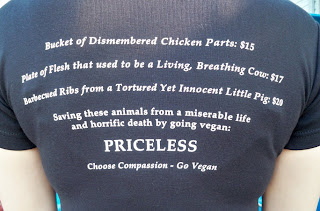 Bucket of Dismembered Chicken Parts: $15
Plate of Flesh that used to be a Living, Breathing Cow: $17
Barbecued Ribs from a Tortured Yet Innocent Little Pig: $20
Saving these animals from a miserable life
and horrific death by going vegan:
PRICELESS
Choose Compassion - Go Vegan